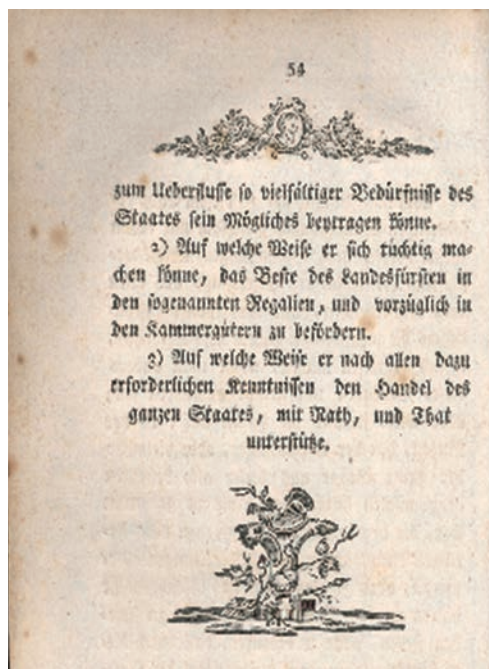 54
zum Ueberflusse so vielfältiger Bedürfnisse des
Staates sein Mögliches beytragen könne.
2) Auf welche Weise er sich tüchtig ma-
chen könne, das Beste des Landesfürsten in
den sogenannten Regalien, und vorzüglich in
den Kammergütern zu befördern.
3) Auf welche Weise er nach allen dazu
erforderlichen Kenntnissen den Handel des
ganzen Staates, mit Rath, und That
unterstütze.